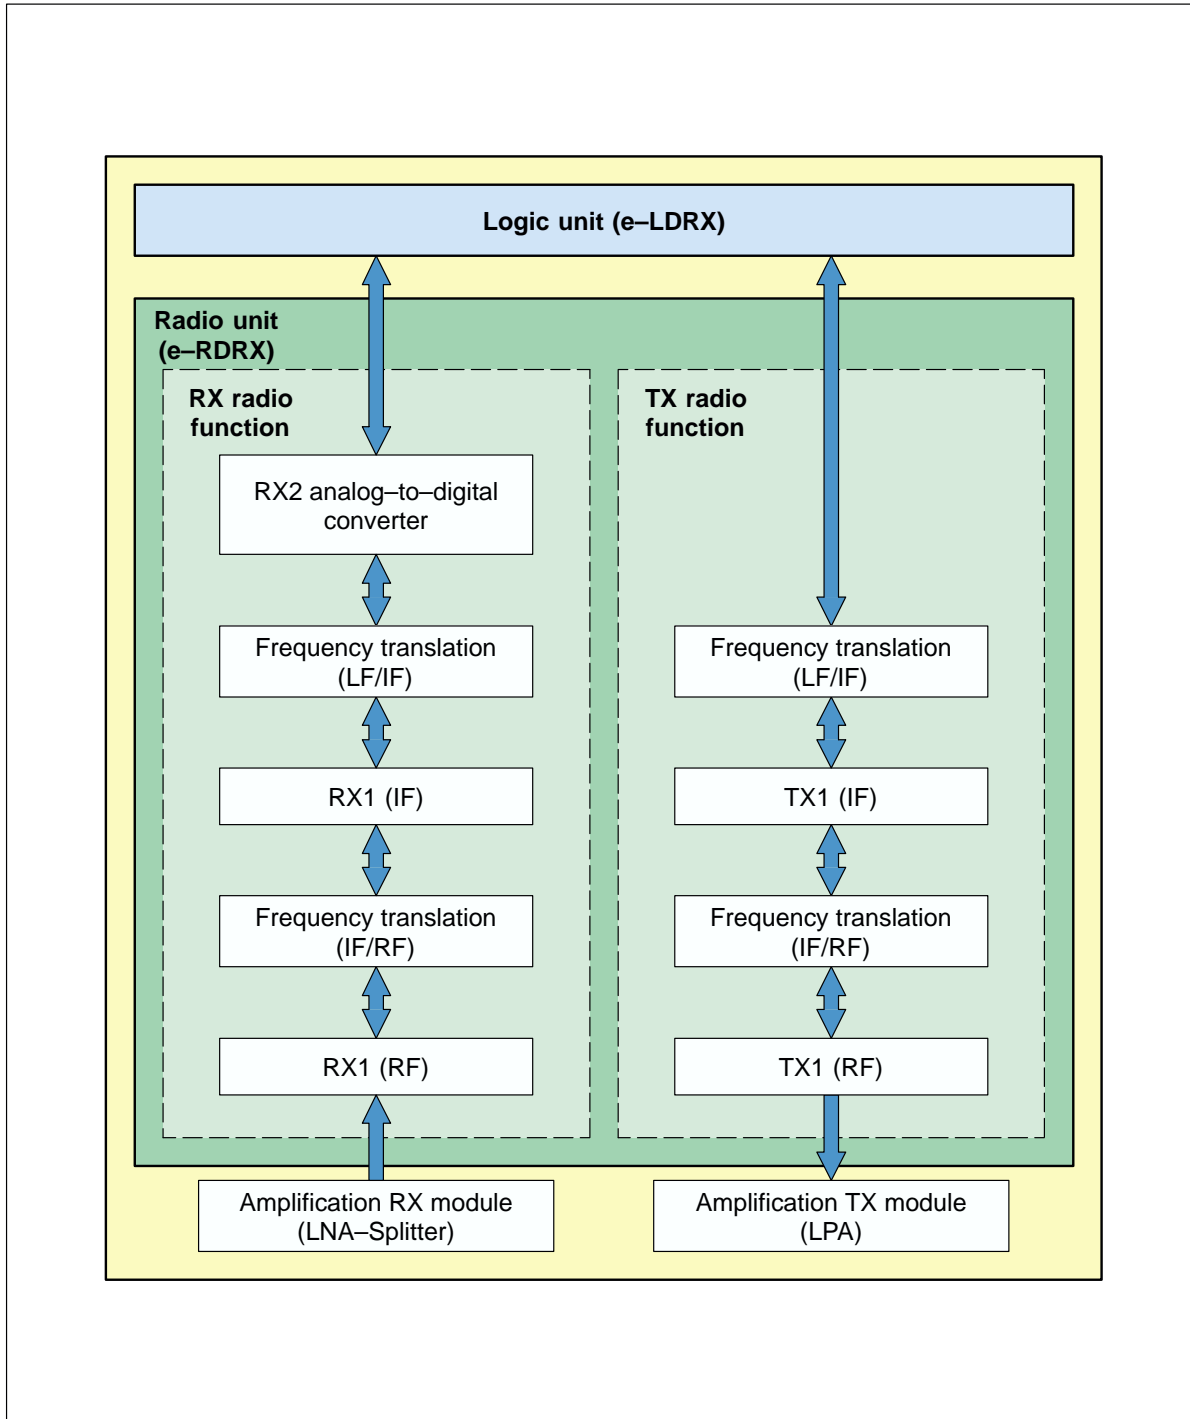 Logic unit (e–LDRX)
Radio unit
(e–RDRX)
RX radio
function
RX2 analog–to–digital
converter
Frequency translation
(LF/IF)
RX1 (IF)
Frequency translation
(IF/RF)
RX1 (RF)
TX radio
function
Frequency translation
(LF/IF)
TX1 (IF)
Frequency translation
(IF/RF)
TX1 (RF)
Amplification RX module
(LNA–Splitter)
Amplification TX module
(LPA)